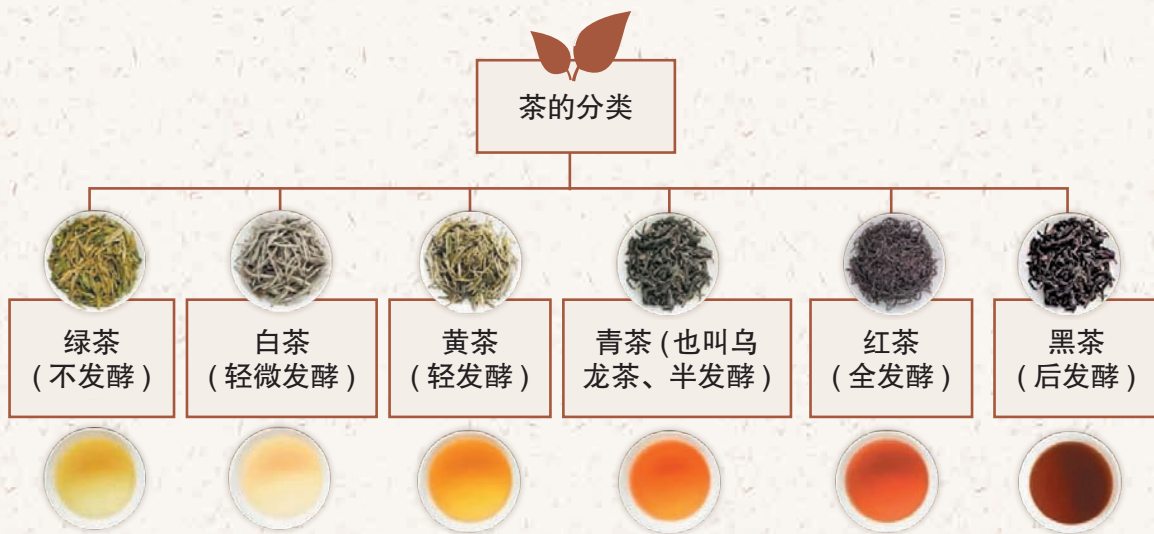 茶的分类
绿茶
(不发酵)
白茶
(轻微发酵)
黄茶
(轻发酵)
青茶(也叫乌
龙茶、半发酵)
红茶
(全发酵)
黑茶
(后发酵)